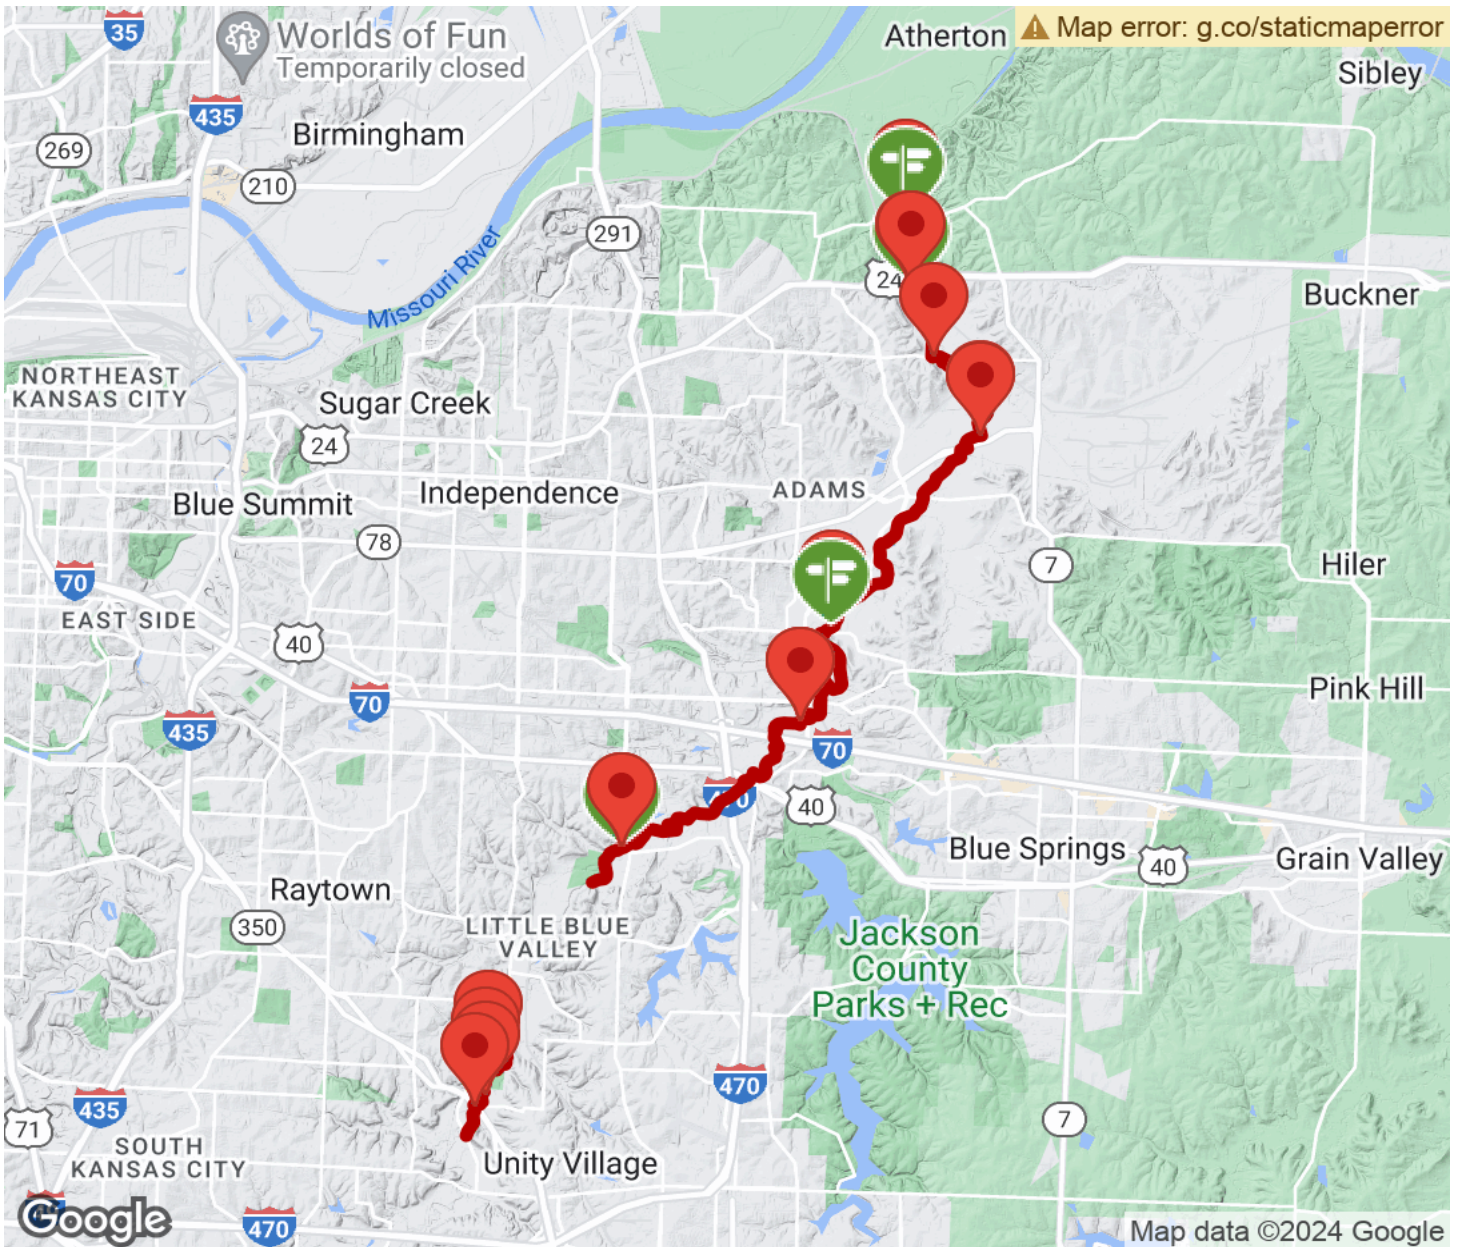 35
Worlds of Fun
Temporarily closed
Atherton
Map error: g.co/staticmaperror
Sibley
435
Birmingham
269
210
291
Missouri River
24
Buckner
NORTHEAST
KANSAS CITY
Sugar Creek
24
Blue Summit
Independence
ADAMS
78
70
7
Hiler
EAST SIDE
40
70
435
Pink Hill
70
40
Blue Springs
40
Grain Valley
Raytown
350
LITTLE BLUE
VALLEY
Jackson
County
Parks + Rec
470
435
7
71
SOUTH
KANSAS CITY
Unity Village
Google
470
Map data ©2024 Google